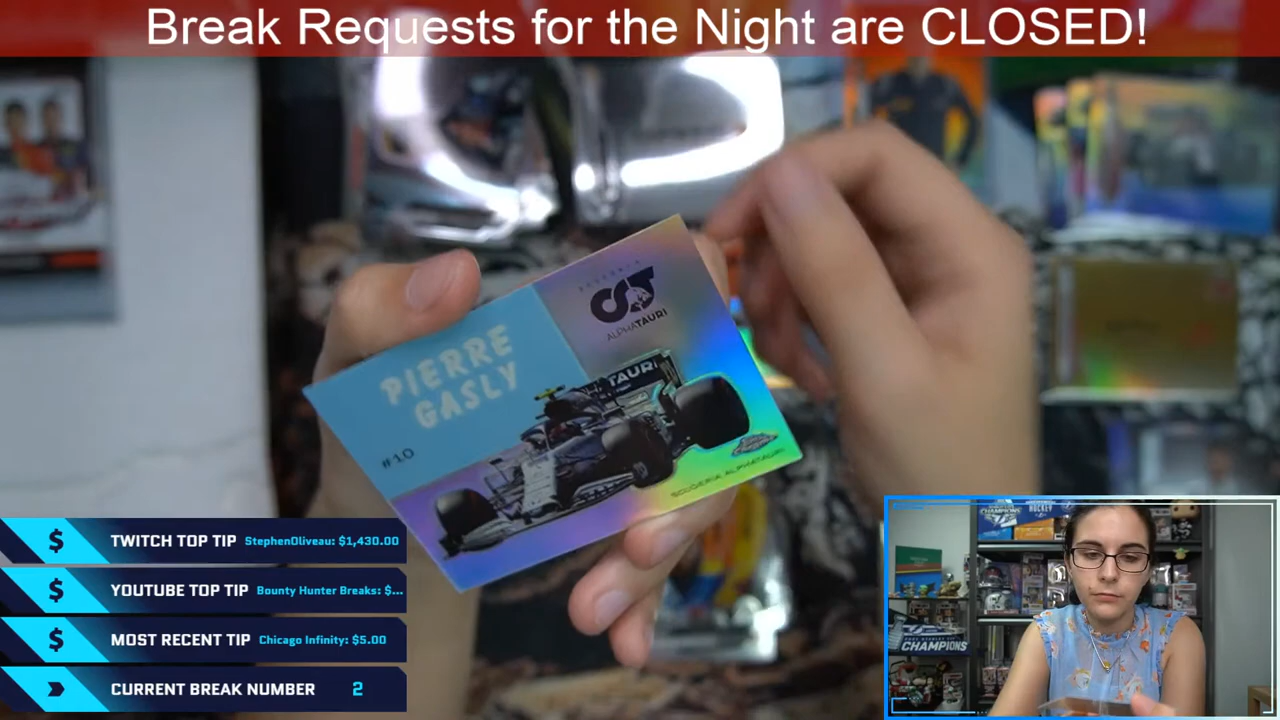 Break Requests for the Night are CLOSED!
ALPHATAURI
PIERRE
GASLY
TAURI
#10
SCUDERIA ALPHATAURI
$ TWITCH TOP TIP StephenOliveau: $1,430.00
$ YOUTUBE TOP TIP Bounty Hunter Breaks: $...
$ MOST RECENT TIP Chicago Infinity: $5.00
CURRENT BREAK NUMBER 2
CHAMPIONS
HOCKEY
CHAMPIONS